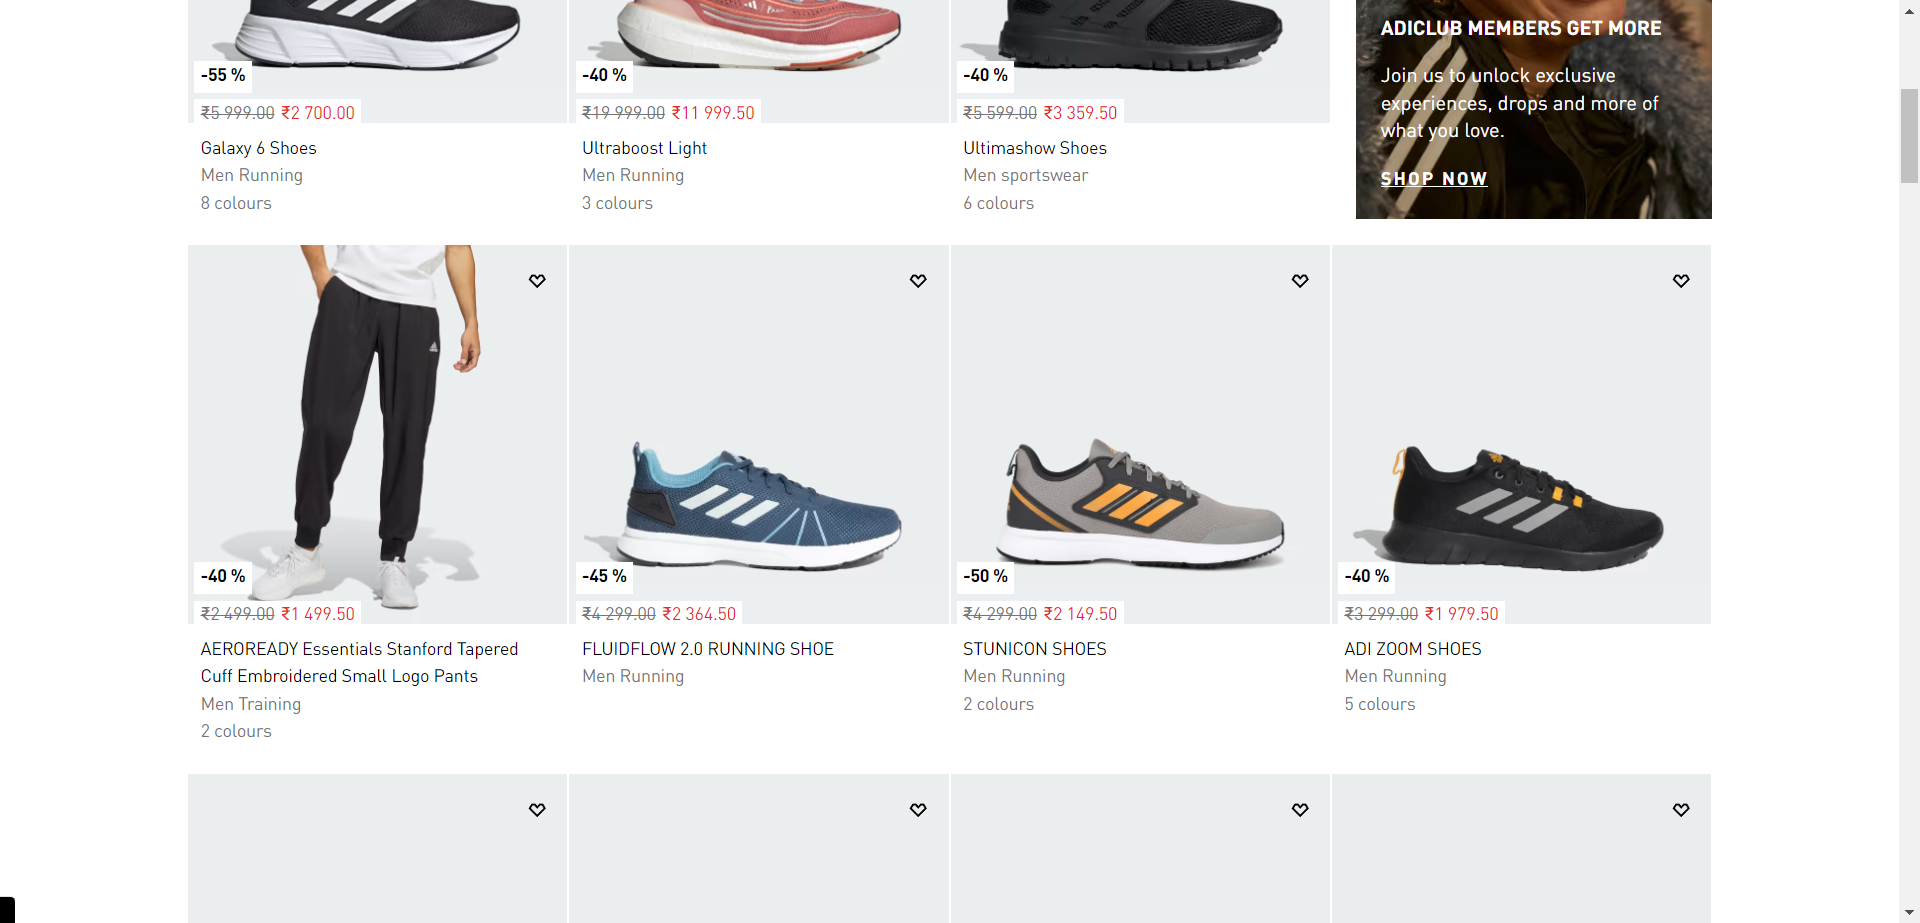 -55 %
₹5 999.00 ₹2 700.00
Galaxy 6 Shoes
Men Running
8 colours
-40 %
₹19 999.00 ₹11 999.50
Ultraboost Light
Men Running
3 colours
-40 %
₹5 599.00 ₹3 359.50
Ultimashow Shoes
Men sportswear
6 colours
ADICLUB MEMBERS GET MORE
Join us to unlock exclusive
experiences, drops and more of
what you love.
SHOP NOW
-40 %
₹2 499.00 ₹1 499.50
AEROREADY Essentials Stanford Tapered
Cuff Embroidered Small Logo Pants
Men Training
2 colours
-45 %
₹4 299.00 ₹2 364.50
FLUIDFLOW 2.0 RUNNING SHOE
Men Running
-50 %
₹4 299.00 ₹2 149.50
STUNICON SHOES
Men Running
2 colours
-40 %
₹3 299.00 ₹1 979.50
ADI ZOOM SHOES
Men Running
5 colours